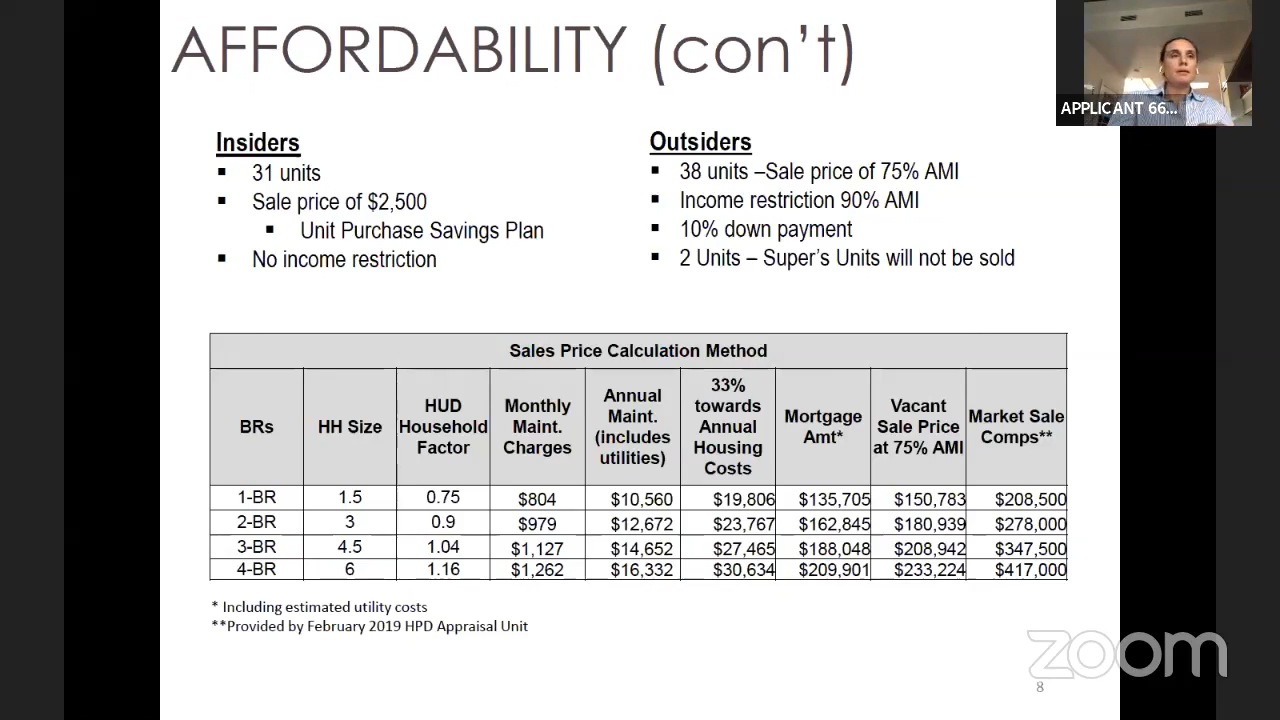 AFFORDABILITY (con’t)
APPLICANT 66...
Insiders
▪ 31 units
▪ Sale price of $2,500
▪ Unit Purchase Savings Plan
▪ No income restriction
Outsiders
▪ 38 units –Sale price of 75% AMI
▪ Income restriction 90% AMI
▪ 10% down payment
▪ 2 Units – Super’s Units will not be sold
Sales Price Calculation Method
BRs HH Size HUD Household Factor Monthly Maint. Charges Annual Maint. (includes utilities) 33% towards Annual Housing Costs Mortgage Amt* Vacant Sale Price at 75% AMI Market Sale Comps**
1-BR 1.5 0.75 $804 $10,560 $19,806 $135,705 $150,783 $208,500
2-BR 3 0.9 $979 $12,672 $23,767 $162,845 $180,939 $278,000
3-BR 4.5 1.04 $1,127 $14,652 $27,465 $188,048 $208,942 $347,500
4-BR 6 1.16 $1,262 $16,332 $30,634 $209,901 $233,224 $417,000
* Including estimated utility costs
**Provided by February 2019 HPD Appraisal Unit
zoom
8